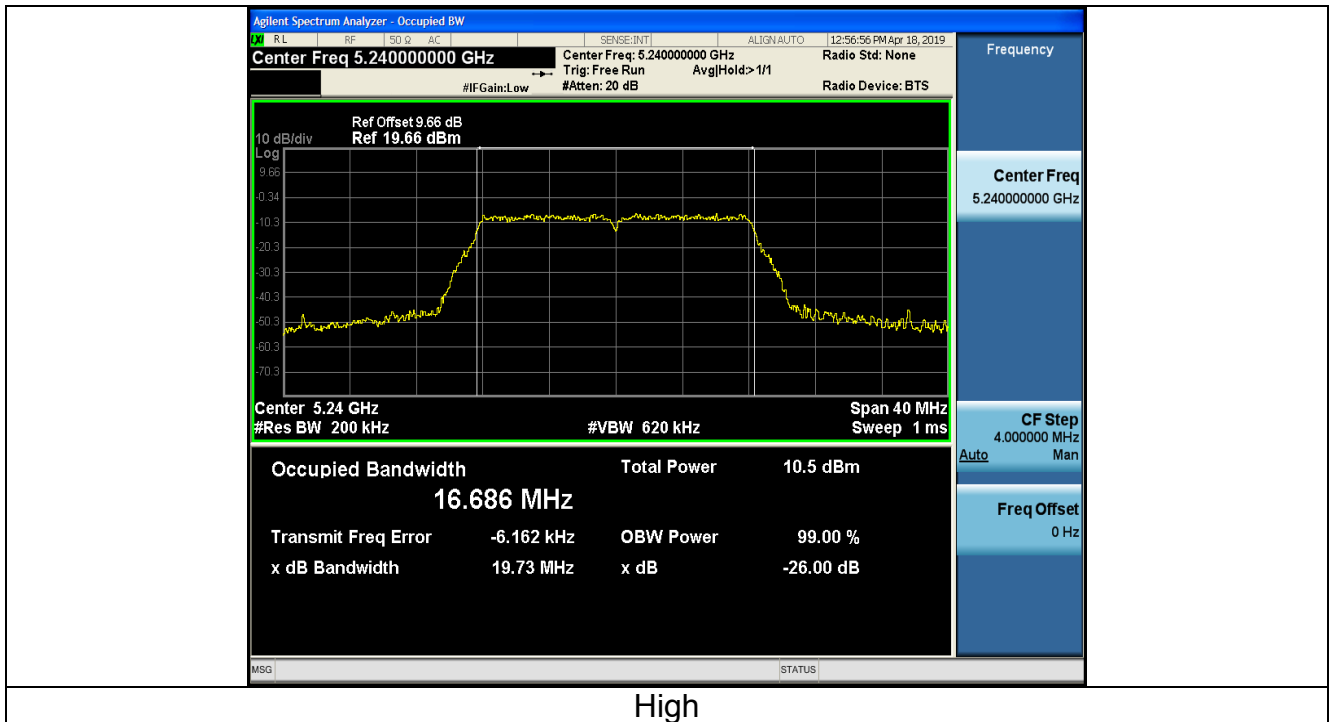 Agilent Spectrum Analyzer - Occupied BW
LXI RL RF 50 Ω AC SENSE:INT ALIGN AUTO 12:56:56 PM Apr 18, 2019
Center Freq 5.240000000 GHz
Center Freq: 5.240000000 GHz
Radio Std: None
Trig: Free Run Avg|Hold:>1/1
#IFGain:Low
#Atten: 20 dB
Radio Device: BTS
Ref Offset 9.66 dB
10 dB/div Ref 19.66 dBm
Log
9.66
-0.34
-10.3
-20.3
-30.3
-40.3
-50.3
-60.3
-70.3
Center 5.24 GHz Span 40 MHz
#Res BW 200 kHz #VBW 620 kHz Sweep 1 ms
Occupied Bandwidth Total Power 10.5 dBm
16.686 MHz
Transmit Freq Error -6.162 kHz OBW Power 99.00 %
x dB Bandwidth 19.73 MHz x dB -26.00 dB
MSG STATUS
Frequency
Center Freq
5.240000000 GHz
CF Step
4.000000 MHz
Auto Man
Freq Offset
0 Hz
High